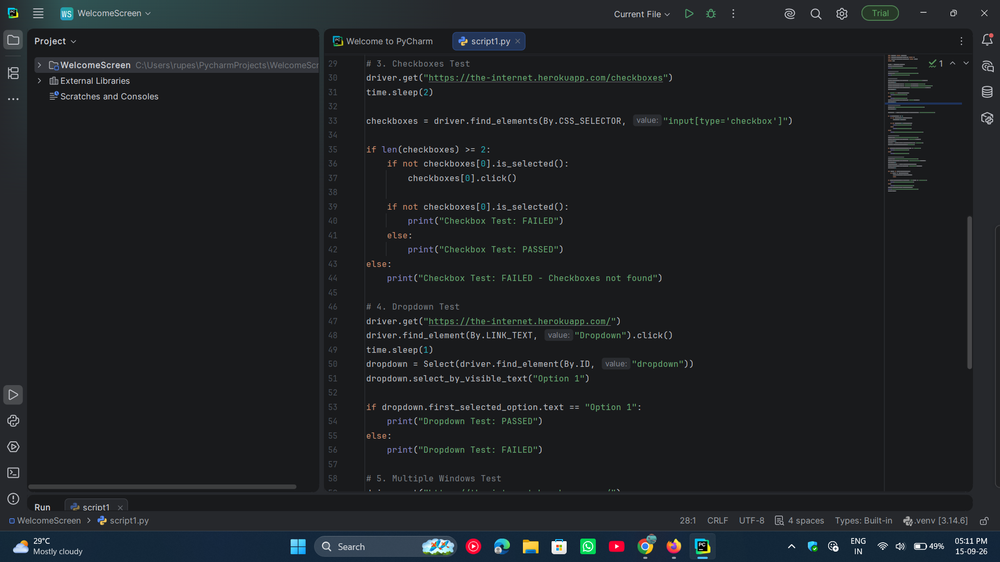 WS WelcomeScreen
Current File
Trial
Project
WelcomeScreen C:\Users\rupes\PycharmProjects\WelcomeScr
External Libraries
Scratches and Consoles
Welcome to PyCharm
script1.py
1
29 # 3. Checkboxes Test
30 driver.get("https://the-internet.herokuapp.com/checkboxes")
31 time.sleep(2)
32
33 checkboxes = driver.find_elements(By.CSS_SELECTOR, value: "input[type='checkbox']")
34
35 if len(checkboxes) >= 2:
36 if not checkboxes[0].is_selected():
37 checkboxes[0].click()
38
39 if not checkboxes[0].is_selected():
40 print("Checkbox Test: FAILED")
41 else:
42 print("Checkbox Test: PASSED")
43 else:
44 print("Checkbox Test: FAILED - Checkboxes not found")
45
46 # 4. Dropdown Test
47 driver.get("https://the-internet.herokuapp.com/")
48 driver.find_element(By.LINK_TEXT, value: "Dropdown").click()
49 time.sleep(1)
50 dropdown = Select(driver.find_element(By.ID, value: "dropdown"))
51 dropdown.select_by_visible_text("Option 1")
52
53 if dropdown.first_selected_option.text == "Option 1":
54 print("Dropdown Test: PASSED")
55 else:
56 print("Dropdown Test: FAILED")
57
58 # 5. Multiple Windows Test
Run
script1
WelcomeScreen > script1.py
28:1 CRLF UTF-8 4 spaces Types: Built-in .venv [3.14.6]
29°C
Mostly cloudy
Search
ENG
IN
49%
05:11 PM
15-09-26